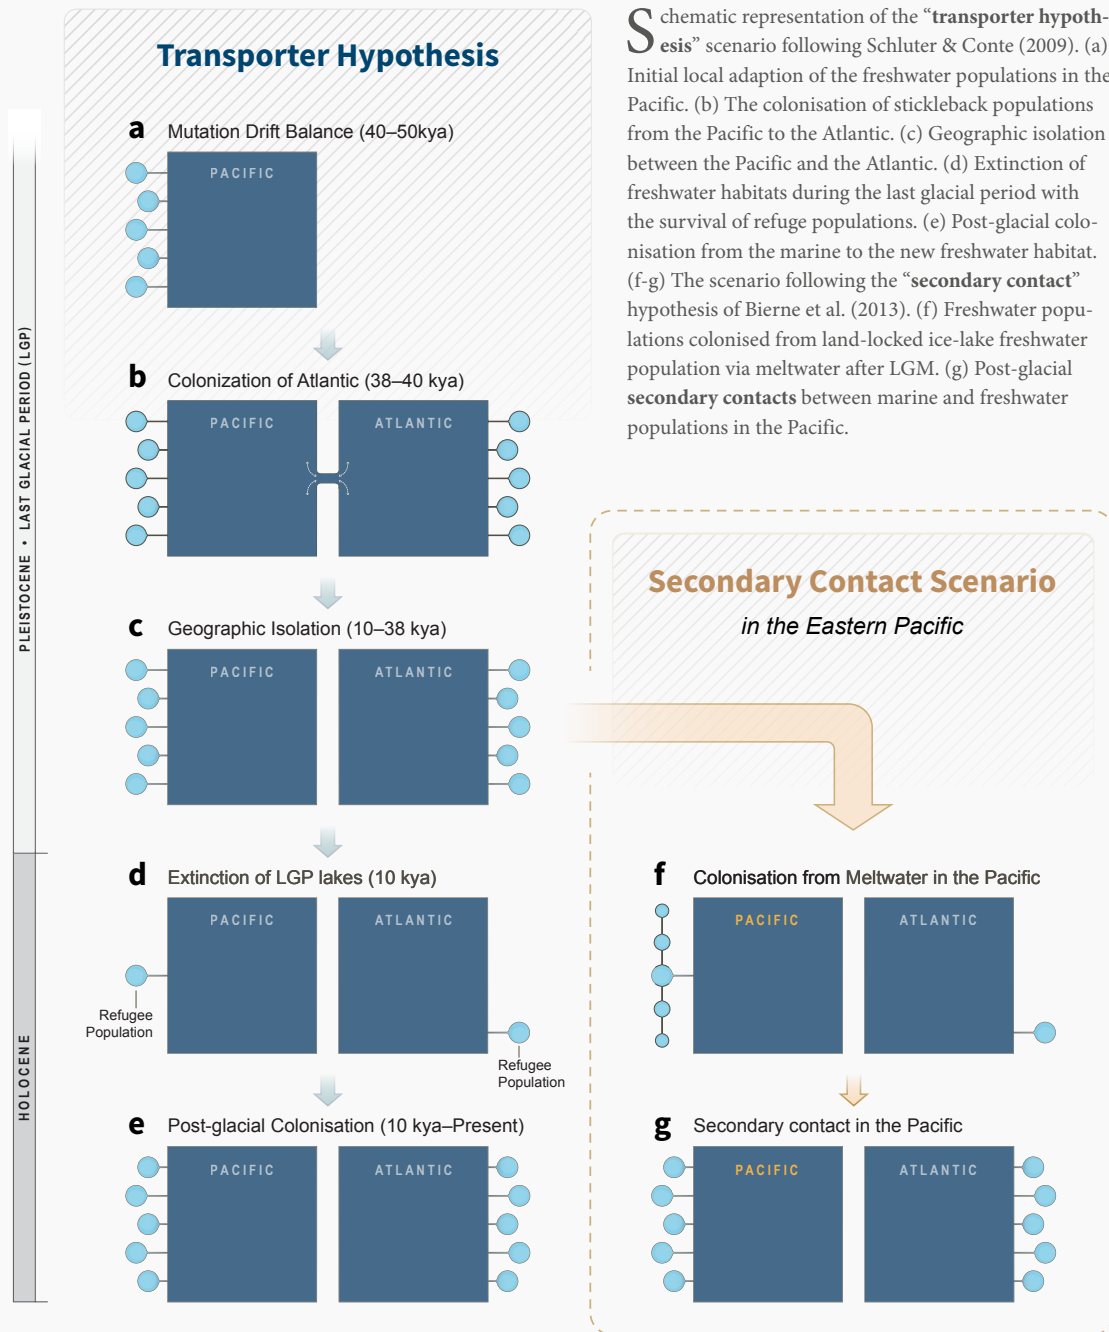 Transporter Hypothesis
a Mutation Drift Balance (40–50kya)
PACIFIC
b Colonization of Atlantic (38–40 kya)
PACIFIC
ATLANTIC
c Geographic Isolation (10–38 kya)
PACIFIC
ATLANTIC
d Extinction of LGP lakes (10 kya)
PACIFIC
ATLANTIC
Refugee
Population
Refugee
Population
e Post-glacial Colonisation (10 kya–Present)
PACIFIC
ATLANTIC
PLEISTOCENE • LAST GLACIAL PERIOD (LGP)
HOLOCENE
Schematic representation of the “transporter hypoth-
esis” scenario following Schluter & Conte (2009). (a)
Initial local adaption of the freshwater populations in the
Pacific. (b) The colonisation of stickleback populations
from the Pacific to the Atlantic. (c) Geographic isolation
between the Pacific and the Atlantic. (d) Extinction of
freshwater habitats during the last glacial period with
the survival of refuge populations. (e) Post-glacial colo-
nisation from the marine to the new freshwater habitat.
(f-g) The scenario following the “secondary contact”
hypothesis of Bierne et al. (2013). (f) Freshwater popu-
lations colonised from land-locked ice-lake freshwater
population via meltwater after LGM. (g) Post-glacial
secondary contacts between marine and freshwater
populations in the Pacific.
Secondary Contact Scenario
in the Eastern Pacific
f Colonisation from Meltwater in the Pacific
PACIFIC
ATLANTIC
g Secondary contact in the Pacific
PACIFIC
ATLANTIC